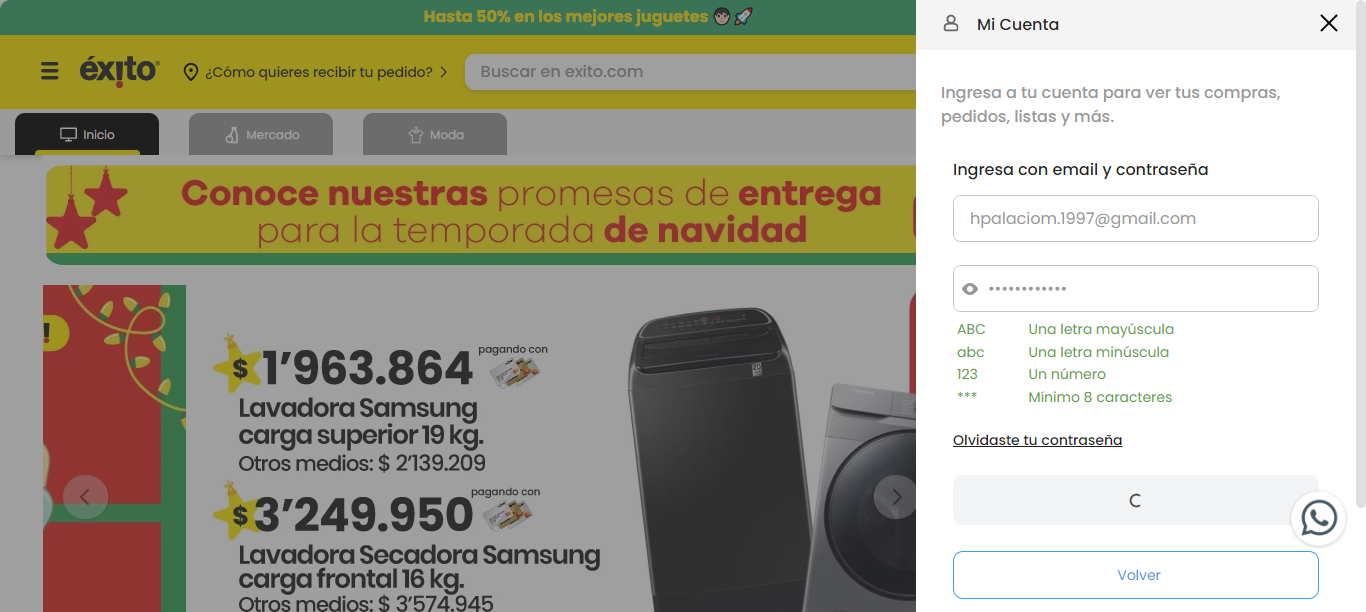 Hasta 50% en los mejores juguetes
Mi Cuenta
éxito
¿Cómo quieres recibir tu pedido?
Buscar en exito.com
Inicio
Mercado
Moda
Ingresa a tu cuenta para ver tus compras,
pedidos, listas y más.
Conoce nuestras promesas de entrega
para la temporada de navidad
Ingresa con email y contraseña
hpalaciom.1997@gmail.com
••••••••••••
ABC Una letra mayúscula
abc Una letra minúscula
123 Un número
*** Mínimo 8 caracteres
Olvidaste tu contraseña
Volver
!
pagando con
$1’963.864
Lavadora Samsung
carga superior 19 kg.
Otros medios: $ 2’139.209
pagando con
$3’249.950
Lavadora Secadora Samsung
carga frontal 16 kg.
Otros medios: $ 3’574.945